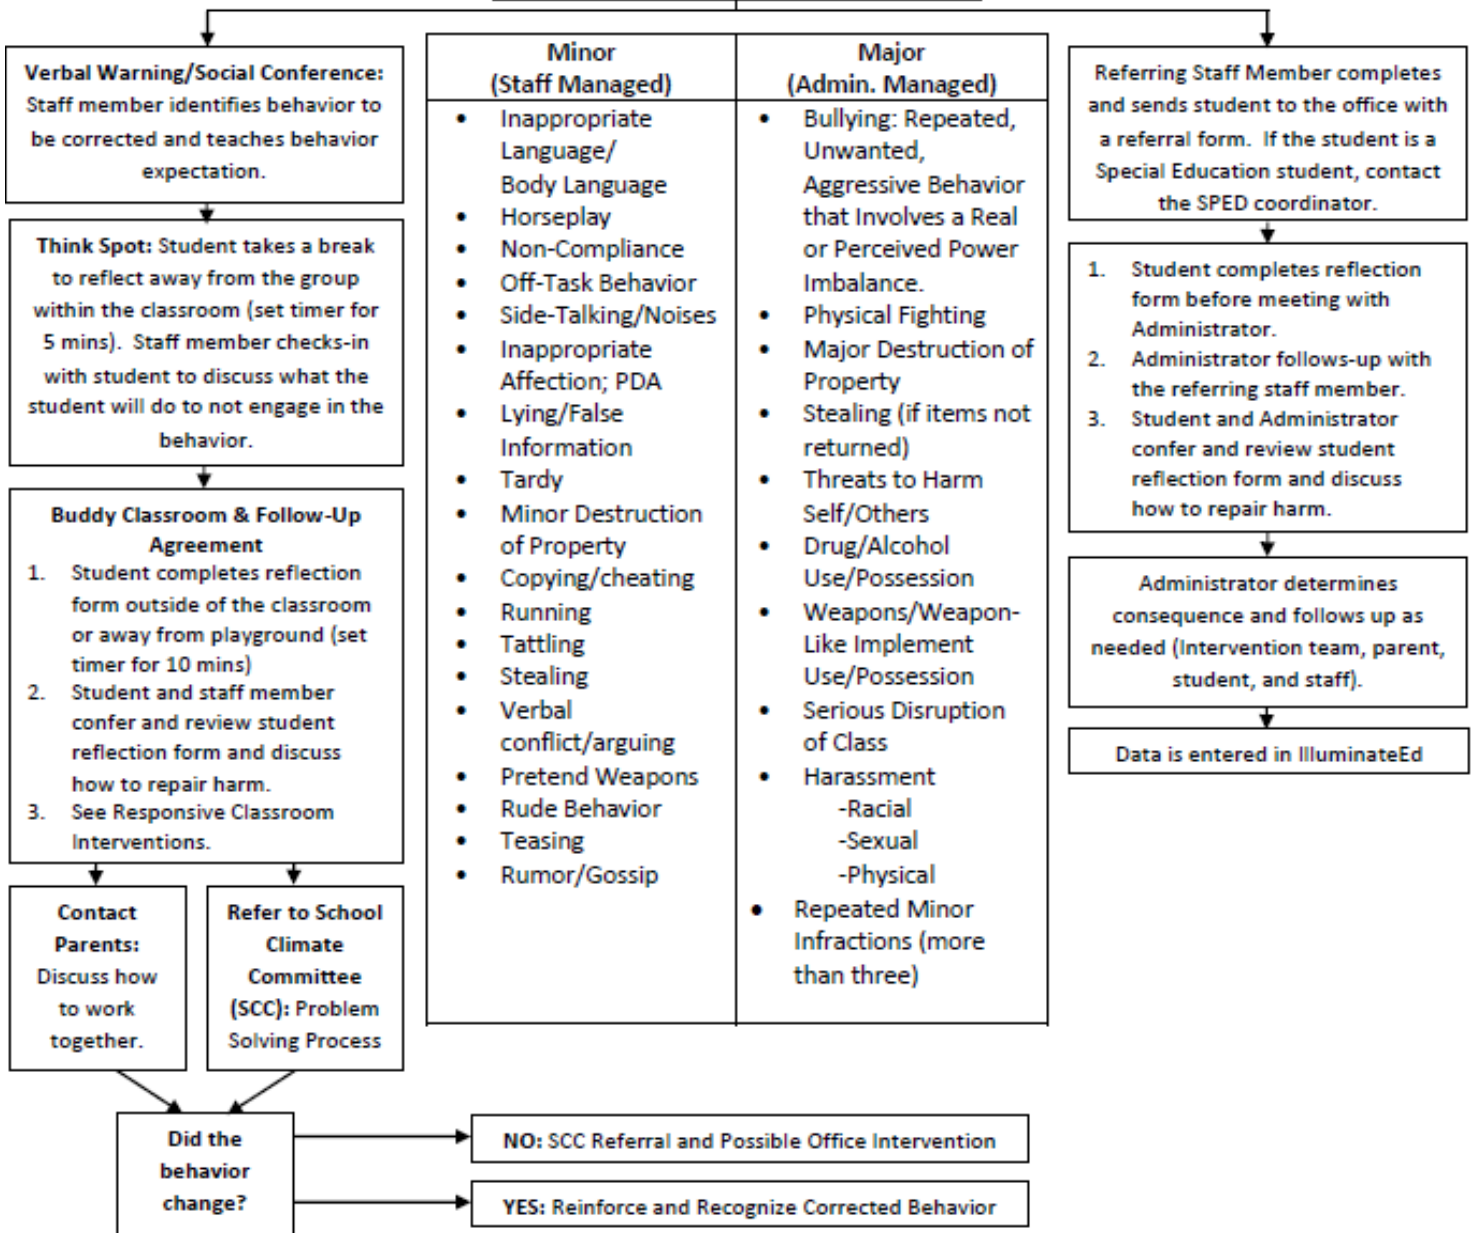 Verbal Warning/Social Conference:
Staff member identifies behavior to
be corrected and teaches behavior
expectation.
Think Spot: Student takes a break
to reflect away from the group
within the classroom (set timer for
5 mins). Staff member checks-in
with student to discuss what the
student will do to not engage in the
behavior.
Buddy Classroom & Follow-Up
Agreement
1. Student completes reflection
form outside of the classroom
or away from playground (set
timer for 10 mins)
2. Student and staff member
confer and review student
reflection form and discuss
how to repair harm.
3. See Responsive Classroom
Interventions.
Contact
Parents:
Discuss how
to work
together.
Refer to School
Climate
Committee
(SCC): Problem
Solving Process
Did the
behavior
change?
NO: SCC Referral and Possible Office Intervention
YES: Reinforce and Recognize Corrected Behavior
Minor
(Staff Managed)
• Inappropriate
Language/
Body Language
• Horseplay
• Non-Compliance
• Off-Task Behavior
• Side-Talking/Noises
• Inappropriate
Affection; PDA
• Lying/False
Information
• Tardy
• Minor Destruction
of Property
• Copying/cheating
• Running
• Tattling
• Stealing
• Verbal
conflict/arguing
• Pretend Weapons
• Rude Behavior
• Teasing
• Rumor/Gossip
Major
(Admin. Managed)
• Bullying: Repeated,
Unwanted,
Aggressive Behavior
that Involves a Real
or Perceived Power
Imbalance.
• Physical Fighting
• Major Destruction of
Property
• Stealing (if items not
returned)
• Threats to Harm
Self/Others
• Drug/Alcohol
Use/Possession
• Weapons/Weapon-
Like Implement
Use/Possession
• Serious Disruption
of Class
• Harassment
-Racial
-Sexual
-Physical
• Repeated Minor
Infractions (more
than three)
Referring Staff Member completes
and sends student to the office with
a referral form. If the student is a
Special Education student, contact
the SPED coordinator.
1. Student completes reflection
form before meeting with
Administrator.
2. Administrator follows-up with
the referring staff member.
3. Student and Administrator
confer and review student
reflection form and discuss
how to repair harm.
Administrator determines
consequence and follows up as
needed (Intervention team, parent,
student, and staff).
Data is entered in IlluminateEd